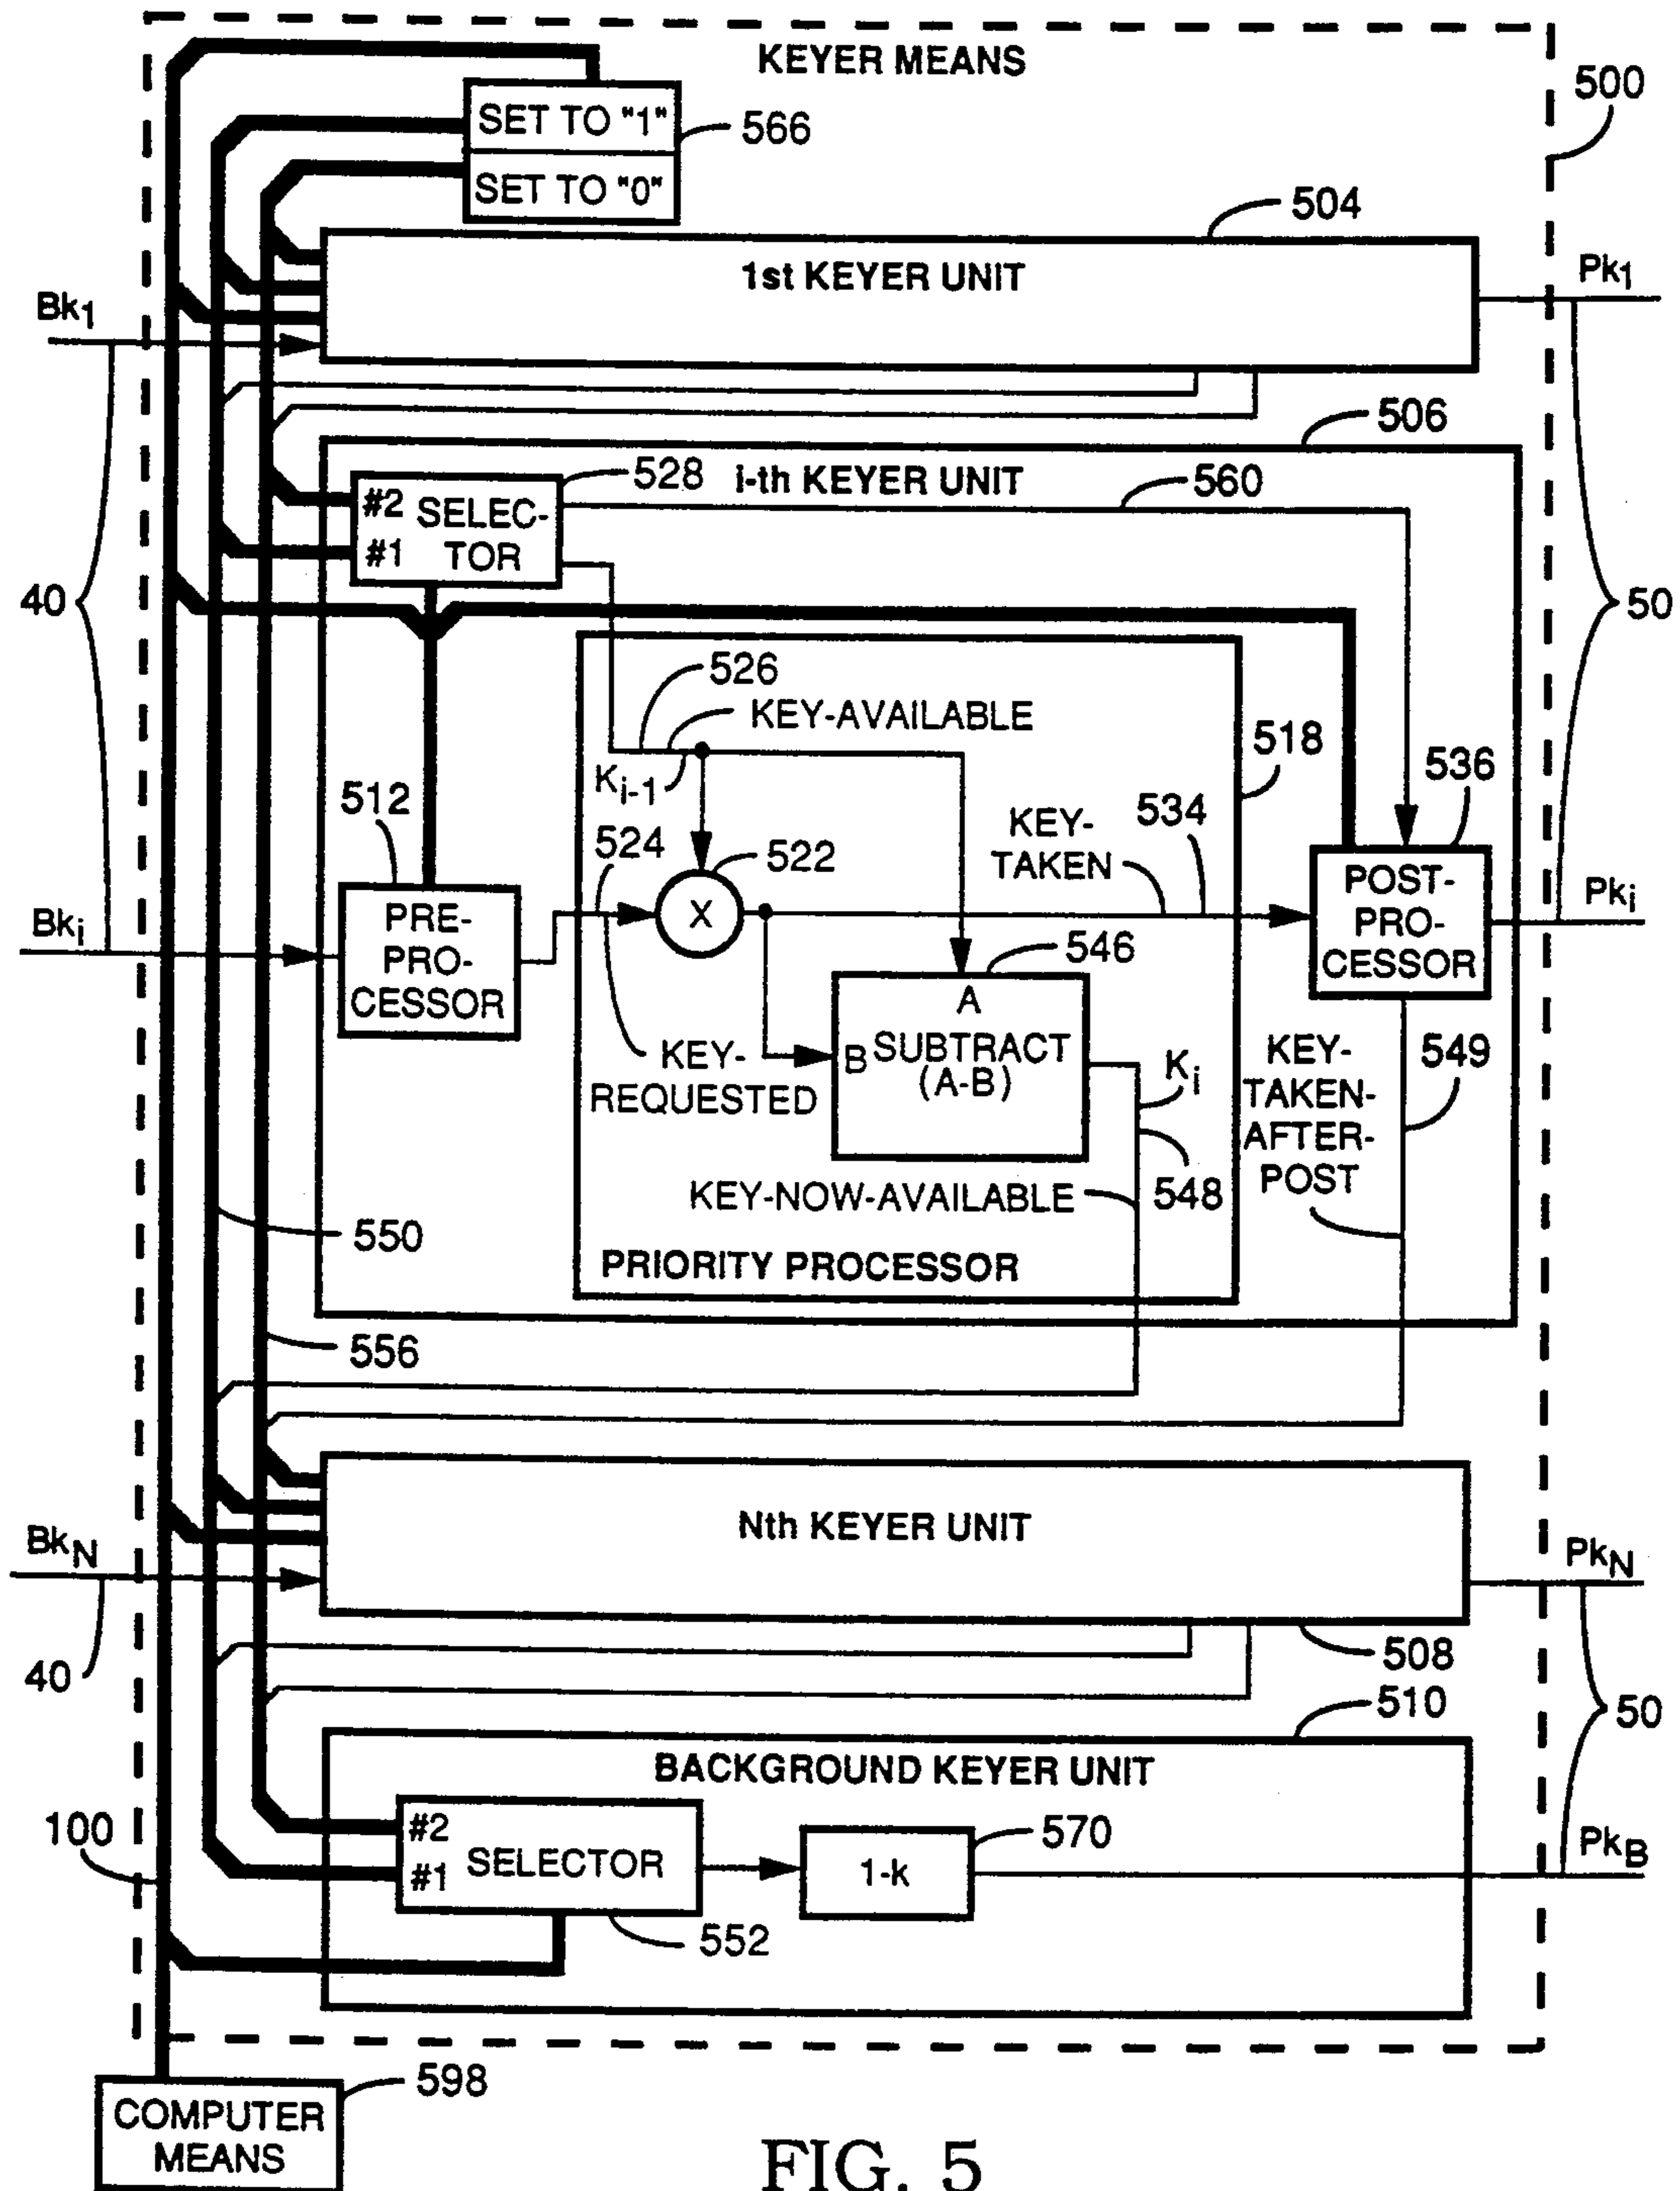 KEYER MEANS
500
SET TO "1"
566
SET TO "0"
504
1st KEYER UNIT
Pk1
Bk1
506
528
i-th KEYER UNIT
560
#2 SELEC-
#1 TOR
40
50
526
KEY-AVAILABLE
518
Ki-1
536
512
524
522
KEY-
TAKEN
534
PRE-
PRO-
CESSOR
X
POST-
PRO-
CESSOR
Pki
Bki
546
A
B SUBTRACT
(A-B)
KEY-
REQUESTED
Ki
KEY-
TAKEN-
AFTER-
POST
549
548
KEY-NOW-AVAILABLE
550
PRIORITY PROCESSOR
556
Nth KEYER UNIT
BkN
PkN
40
508
510
50
BACKGROUND KEYER UNIT
100
#2
#1
SELECTOR
570
1-k
PkB
552
598
COMPUTER
MEANS
FIG. 5